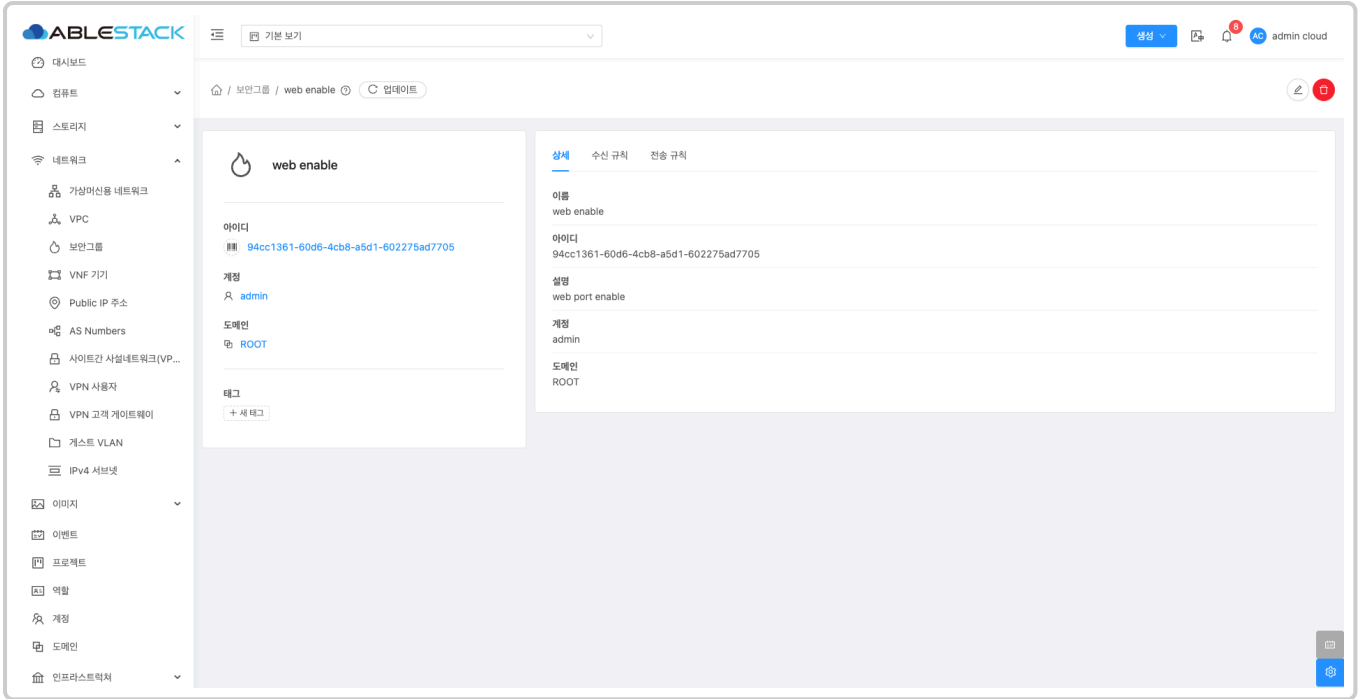 ABLESTACK
기본 보기
생성
8
AC
admin cloud
대시보드
컴퓨트
스토리지
네트워크
가상머신용 네트워크
VPC
보안그룹
VNF 기기
Public IP 주소
AS Numbers
사이트간 사설네트워크(VP...
VPN 사용자
VPN 고객 게이트웨이
게스트 VLAN
IPv4 서브넷
이미지
이벤트
프로젝트
역할
계정
도메인
인프라스트럭쳐
/ 보안그룹 / web enable
업데이트
web enable
아이디
94cc1361-60d6-4cb8-a5d1-602275ad7705
계정
admin
도메인
ROOT
태그
+ 새 태그
상세 수신 규칙 전송 규칙
이름
web enable
아이디
94cc1361-60d6-4cb8-a5d1-602275ad7705
설명
web port enable
계정
admin
도메인
ROOT